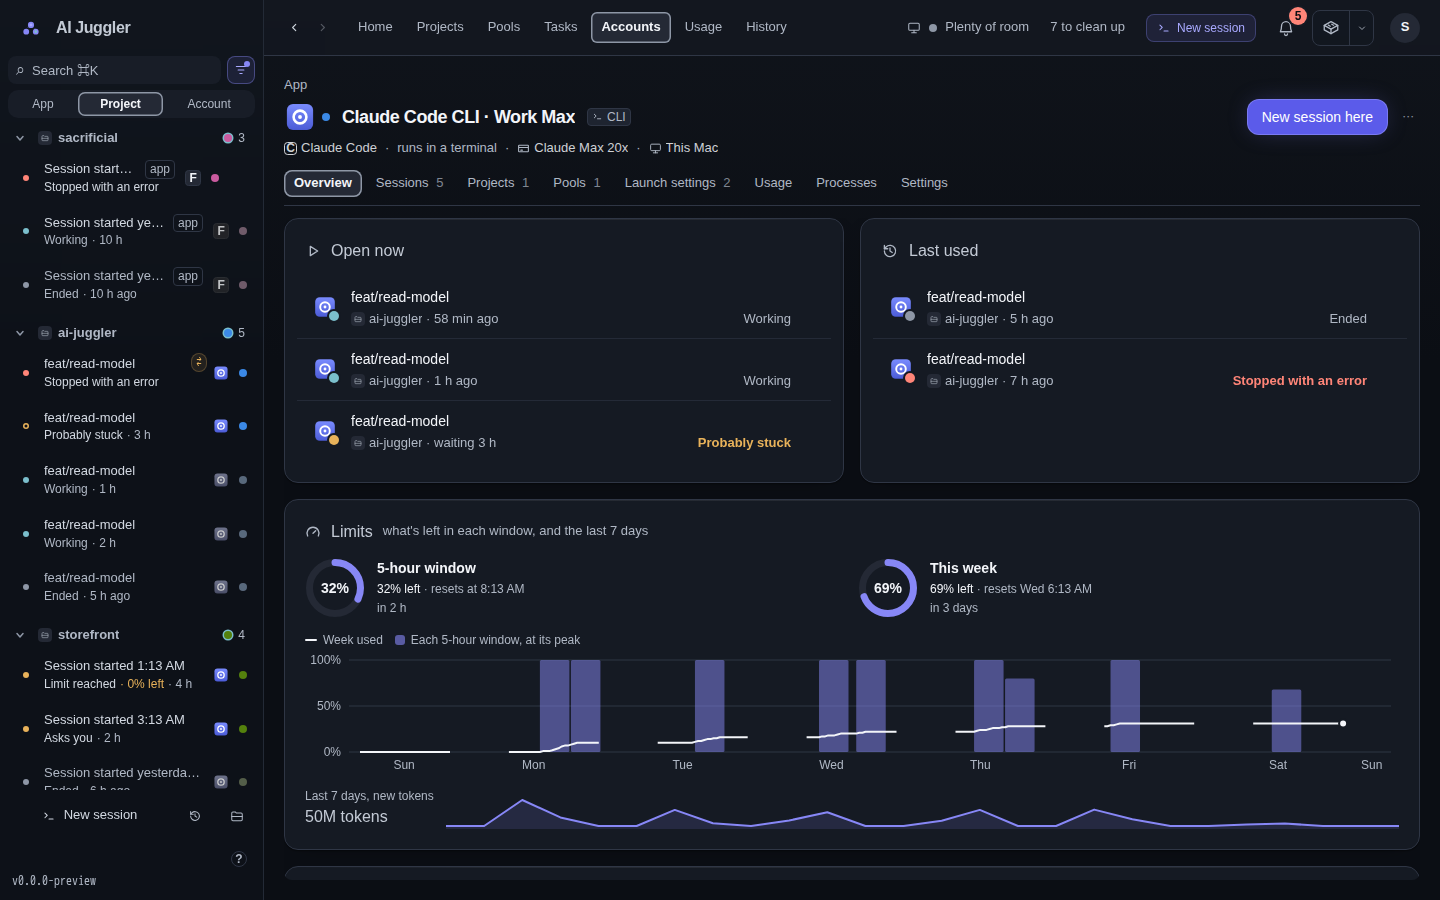 AI Juggler
Search ⌘K
App Project Account
sacrificial 3
Session start… app F
Stopped with an error
Session started ye… app F
Working · 10 h
Session started ye… app F
Ended · 10 h ago
ai-juggler 5
feat/read-model
Stopped with an error
feat/read-model
Probably stuck · 3 h
feat/read-model
Working · 1 h
feat/read-model
Working · 2 h
feat/read-model
Ended · 5 h ago
storefront 4
Session started 1:13 AM
Limit reached · 0% left · 4 h
Session started 3:13 AM
Asks you · 2 h
Session started yesterda…
Ended · 6 h ago
New session
?
v0.0.0-preview
Home Projects Pools Tasks Accounts Usage History
Plenty of room 7 to clean up New session 5 S
App
Claude Code CLI · Work Max CLI
New session here ···
C Claude Code · runs in a terminal · Claude Max 20x · This Mac
Overview Sessions 5 Projects 1 Pools 1 Launch settings 2 Usage Processes Settings
Open now
feat/read-model
ai-juggler · 58 min ago Working
feat/read-model
ai-juggler · 1 h ago Working
feat/read-model
ai-juggler · waiting 3 h Probably stuck
Last used
feat/read-model
ai-juggler · 5 h ago Ended
feat/read-model
ai-juggler · 7 h ago Stopped with an error
Limits what's left in each window, and the last 7 days
32%
5-hour window
32% left · resets at 8:13 AM
in 2 h
69%
This week
69% left · resets Wed 6:13 AM
in 3 days
Week used Each 5-hour window, at its peak
100%
50%
0%
Sun Mon Tue Wed Thu Fri Sat Sun
Last 7 days, new tokens
50M tokens